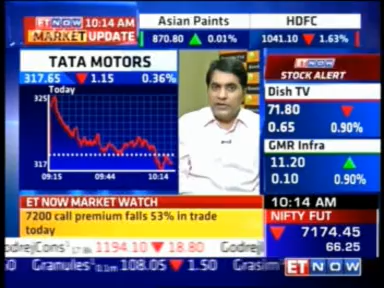 ET NOW 10:14 AM
MARKET UPDATE
Asian Paints
870.80 0.01%
HDFC
1041.10 1.63%
TATA MOTORS
317.65 1.15 0.36%
Today
325
317
09:15 09:44 10:14
ET NOW
STOCK ALERT
Dish TV
71.80
0.65 0.90%
GMR Infra
11.20
0.10 0.90%
ET NOW MARKET WATCH
7200 call premium falls 53% in trade
today
10:14 AM
NIFTY FUT
7174.45
66.25
odrejCons 1194.10 18.80 Godrej
Granules 0.1m 108.05 1.50 Grasim
ET NOW